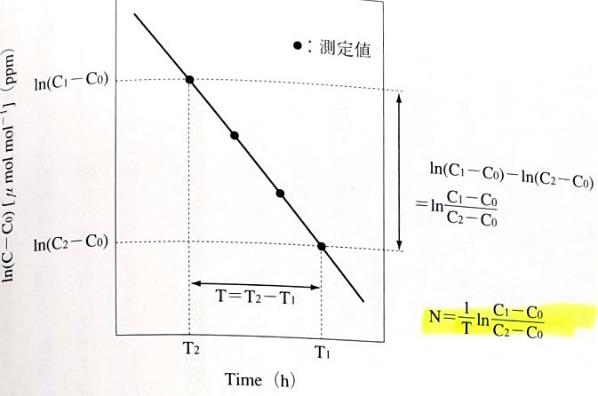 ●：測定値
ln(C1−C0)
ln(C2−C0)
ln(C−C0) [μ mol mol⁻¹] (ppm)
T=T2−T1
T2
T1
Time (h)
ln(C1−C0)−ln(C2−C0)
=ln C1−C0
C2−C0
N= 1/T ln C1−C0
C2−C0